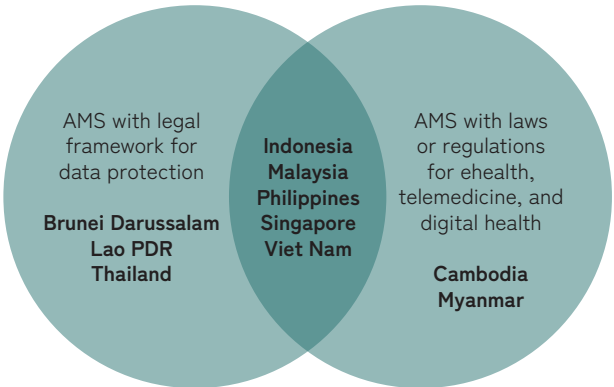 AMS with legal
framework for
data protection
Brunei Darussalam
Lao PDR
Thailand
Indonesia
Malaysia
Philippines
Singapore
Viet Nam
AMS with laws
or regulations
for ehealth,
telemedicine, and
digital health
Cambodia
Myanmar